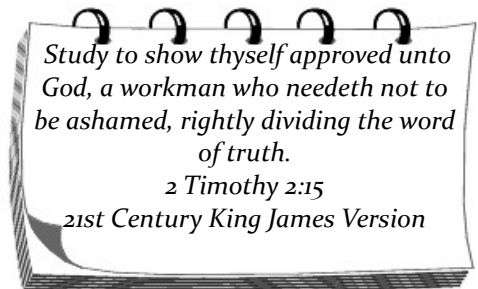 Study to show thyself approved unto
God, a workman who needeth not to
be ashamed, rightly dividing the word
of truth.
2 Timothy 2:15
21st Century King James Version